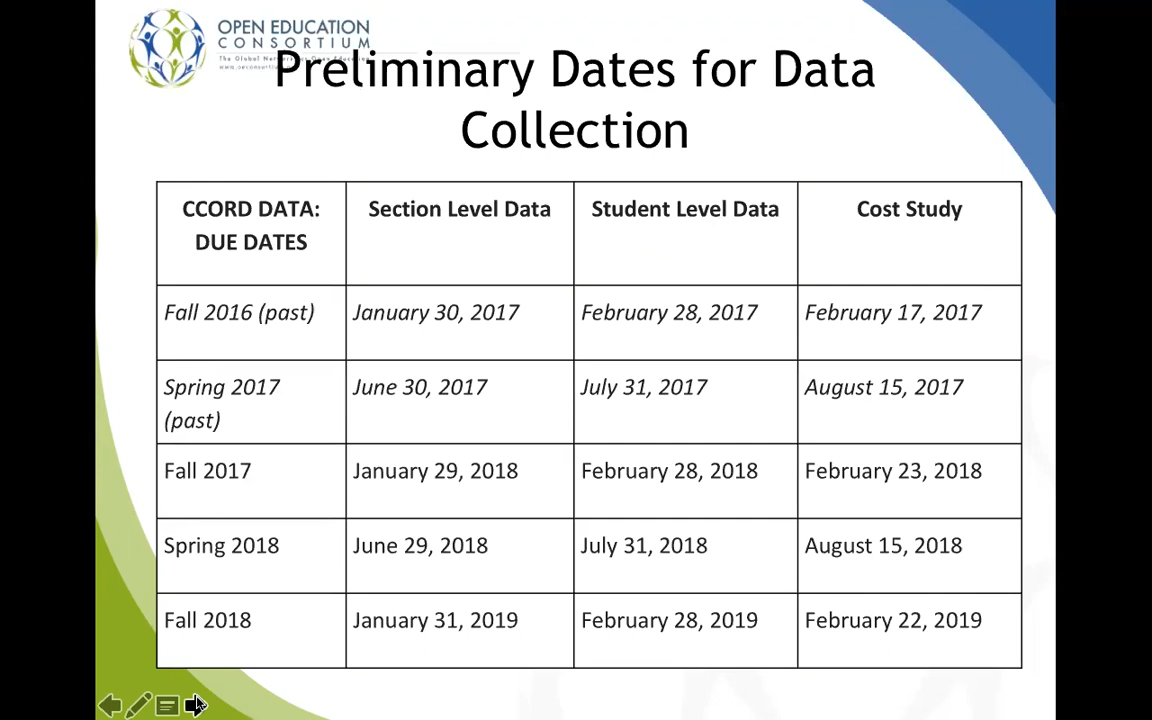 OPEN EDUCATION
CONSORTIUM
Preliminary Dates for Data
Collection
CCORD DATA: Section Level Data Student Level Data Cost Study
DUE DATES
Fall 2016 (past) January 30, 2017 February 28, 2017 February 17, 2017
Spring 2017 June 30, 2017 July 31, 2017 August 15, 2017
(past)
Fall 2017 January 29, 2018 February 28, 2018 February 23, 2018
Spring 2018 June 29, 2018 July 31, 2018 August 15, 2018
Fall 2018 January 31, 2019 February 28, 2019 February 22, 2019